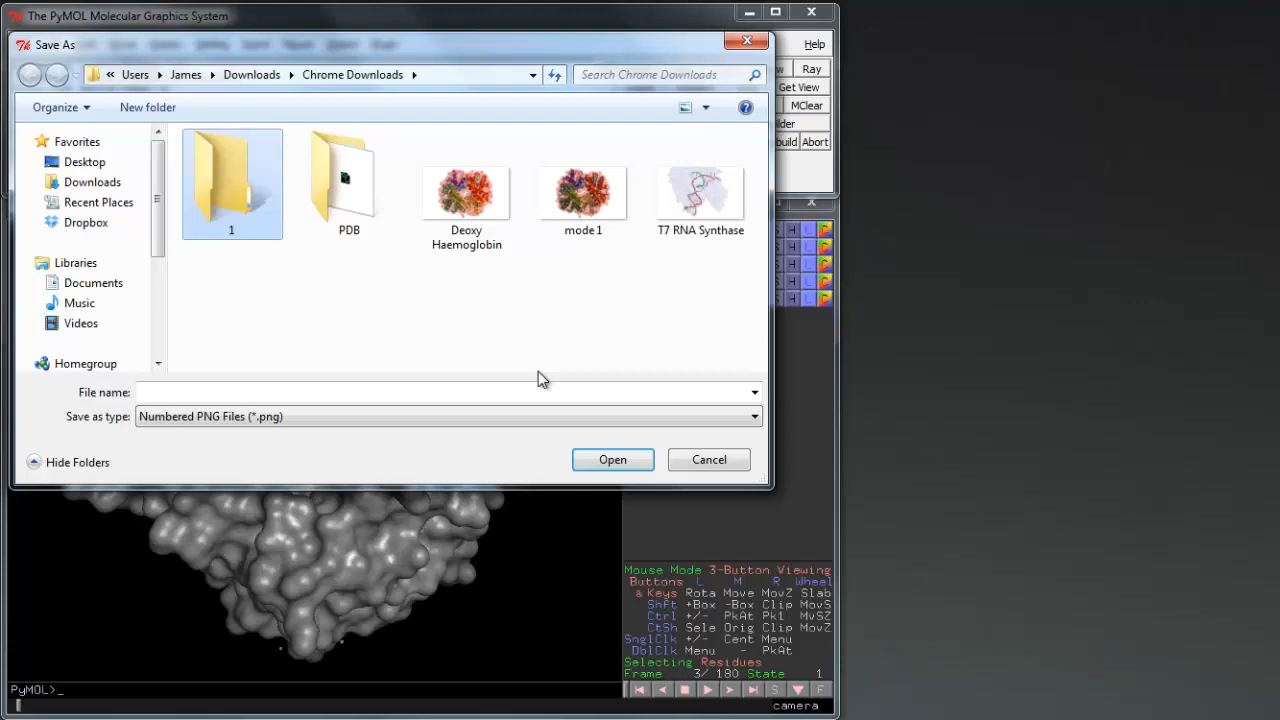 The PyMOL Molecular Graphics System
Save As
Help
« Users James Downloads Chrome Downloads
Search Chrome Downloads
Ray
Get View
MClear
Abort
Organize
New folder
Favorites
Desktop
Downloads
Recent Places
Dropbox
Libraries
Documents
Music
Videos
Homegroup
1
PDB
Deoxy
Haemoglobin
mode1
T7 RNA Synthase
S H L
File name:
Save as type: Numbered PNG Files (*.png)
Hide Folders
Open
Cancel
Mouse Mode 3-Button Viewing
Buttons L M R Wheel
& Keys Rota Move MovZ Slab
Shft +Box -Box Clip MovS
Ctrl +/- PkAt Pk1 MvSZ
CtSh Sele Orig Clip MovZ
SnglClk +/- Cent Menu
DblClk Menu - PkAt
Selecting Residues
Frame 3/ 180 State 1
PyMOL>_
S F
camera